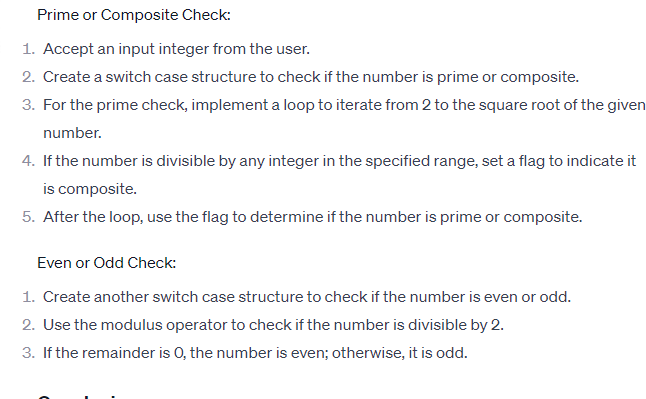 Prime or Composite Check:
1. Accept an input integer from the user.
2. Create a switch case structure to check if the number is prime or composite.
3. For the prime check, implement a loop to iterate from 2 to the square root of the given
number.
4. If the number is divisible by any integer in the specified range, set a flag to indicate it
is composite.
5. After the loop, use the flag to determine if the number is prime or composite.
Even or Odd Check:
1. Create another switch case structure to check if the number is even or odd.
2. Use the modulus operator to check if the number is divisible by 2.
3. If the remainder is 0, the number is even; otherwise, it is odd.